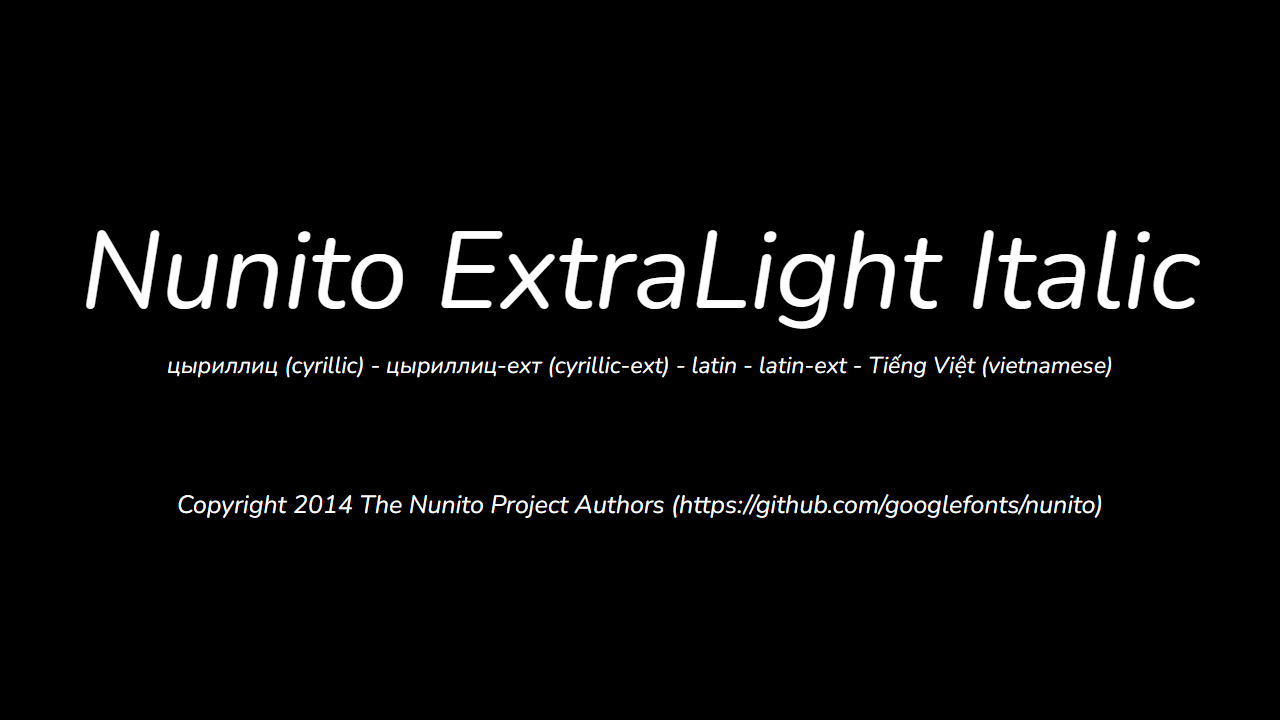 Nunito ExtraLight Italic
цыриллиц (cyrillic) - цыриллиц-ехт (cyrillic-ext) - latin - latin-ext - Tiếng Việt (vietnamese)
Copyright 2014 The Nunito Project Authors (https://github.com/googlefonts/nunito)